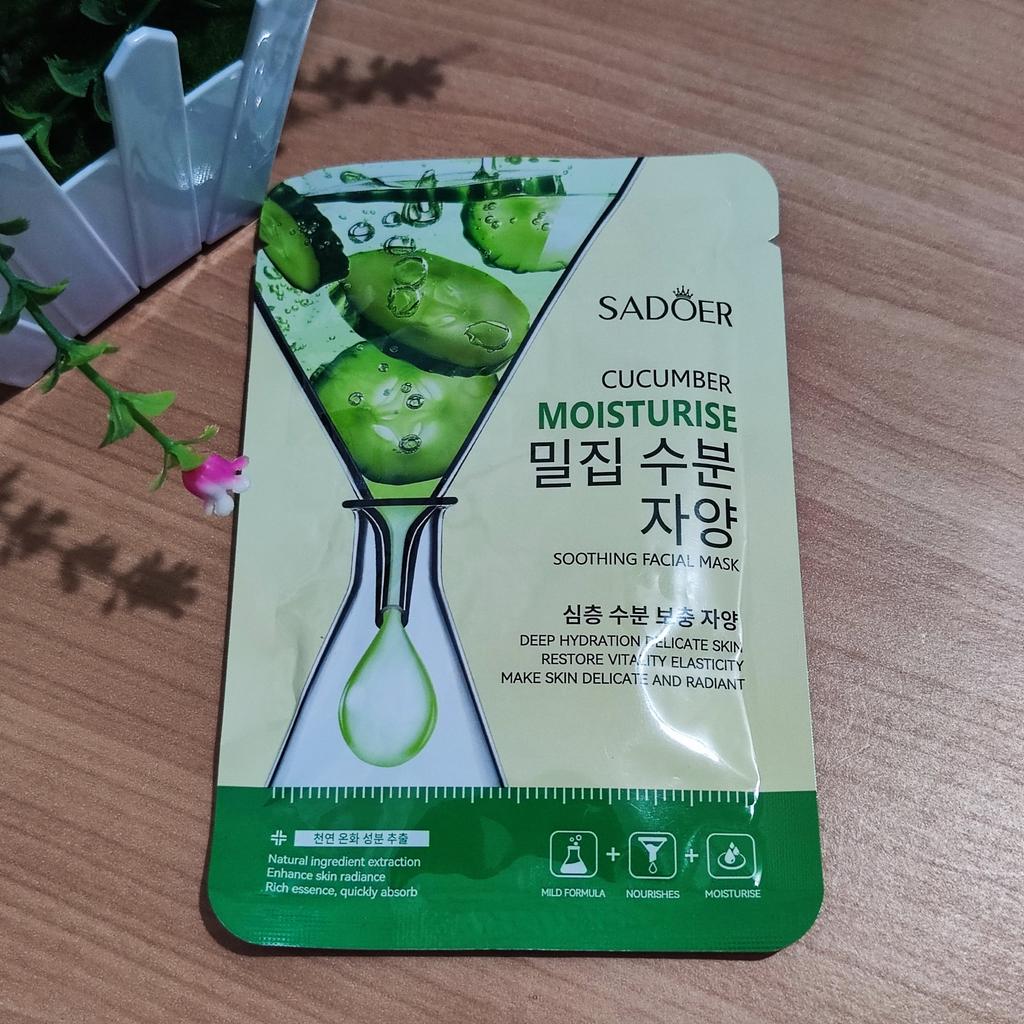 SADOER
CUCUMBER
MOISTURISE
밀집 수분
자양
SOOTHING FACIAL MASK
심층 수분 보충 자양
DEEP HYDRATION DELICATE SKIN
RESTORE VITALITY ELASTICITY
MAKE SKIN DELICATE AND RADIANT
천연 온화 성분 추출
Natural ingredient extraction
Enhance skin radiance
Rich essence, quickly absorb
MILD FORMULA + NOURISHES + MOISTURISE